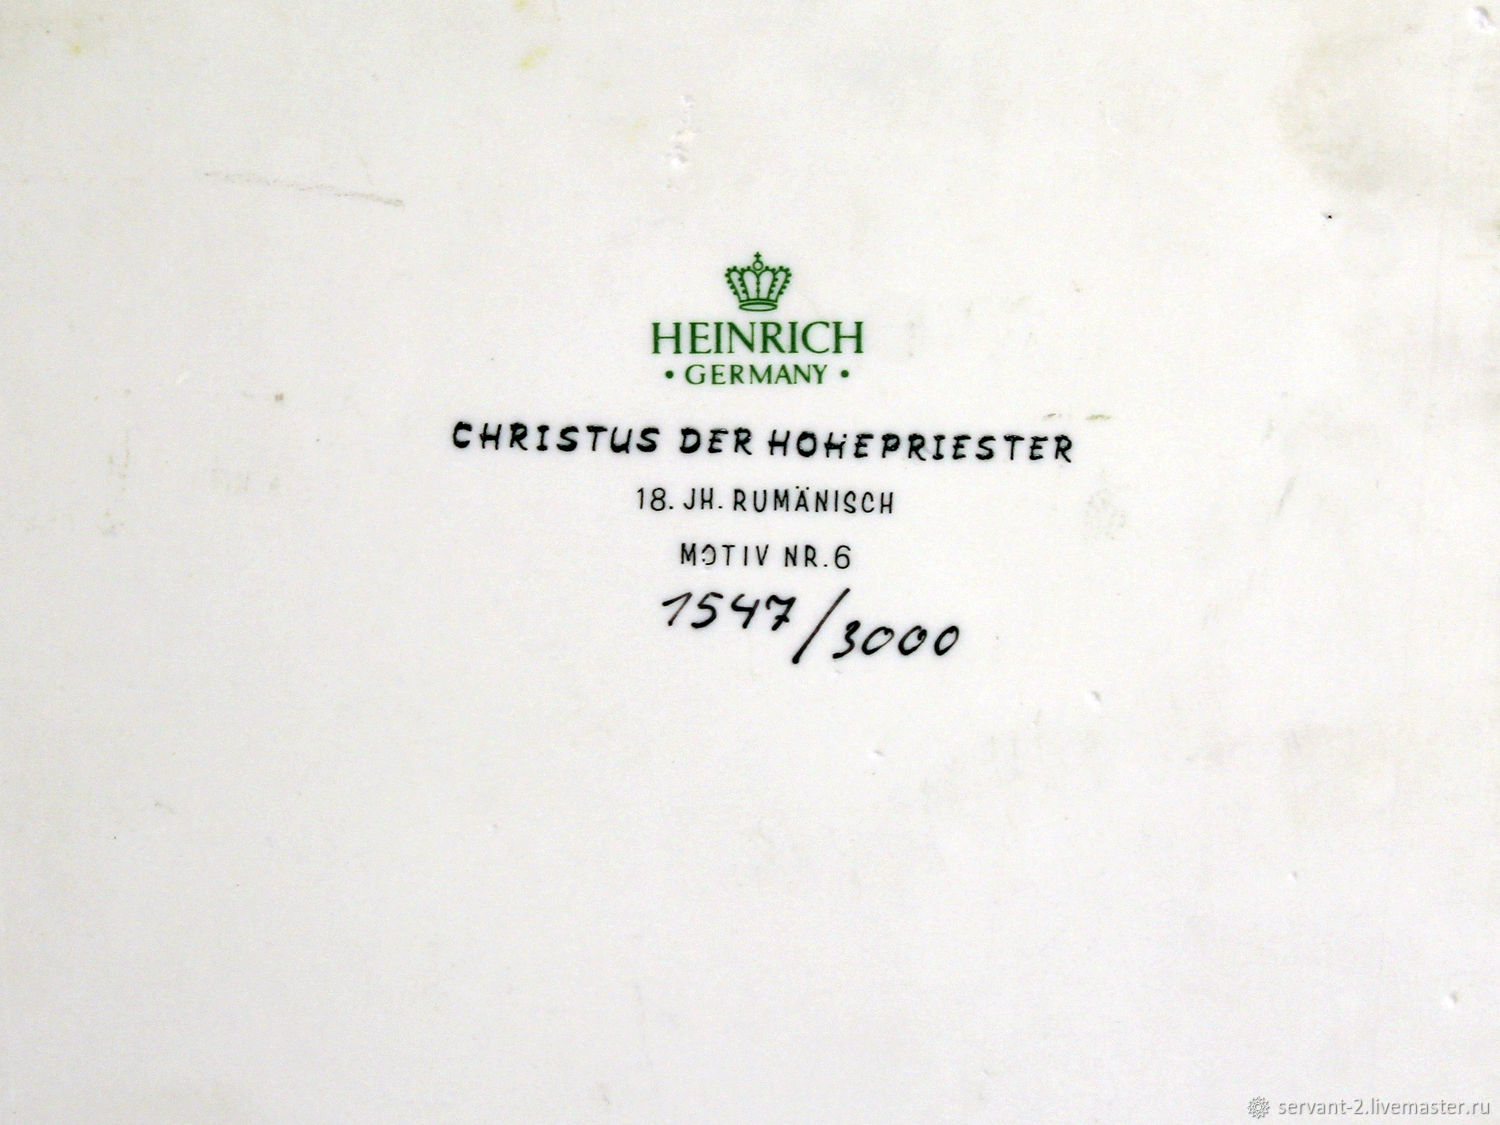 HEINRICH
• GERMANY •
CHRISTUS DER HOHEPRIESTER
18. JH. RUMÄNISCH
MOTIV NR. 6
1547/3000
servant-2.livemaster.ru